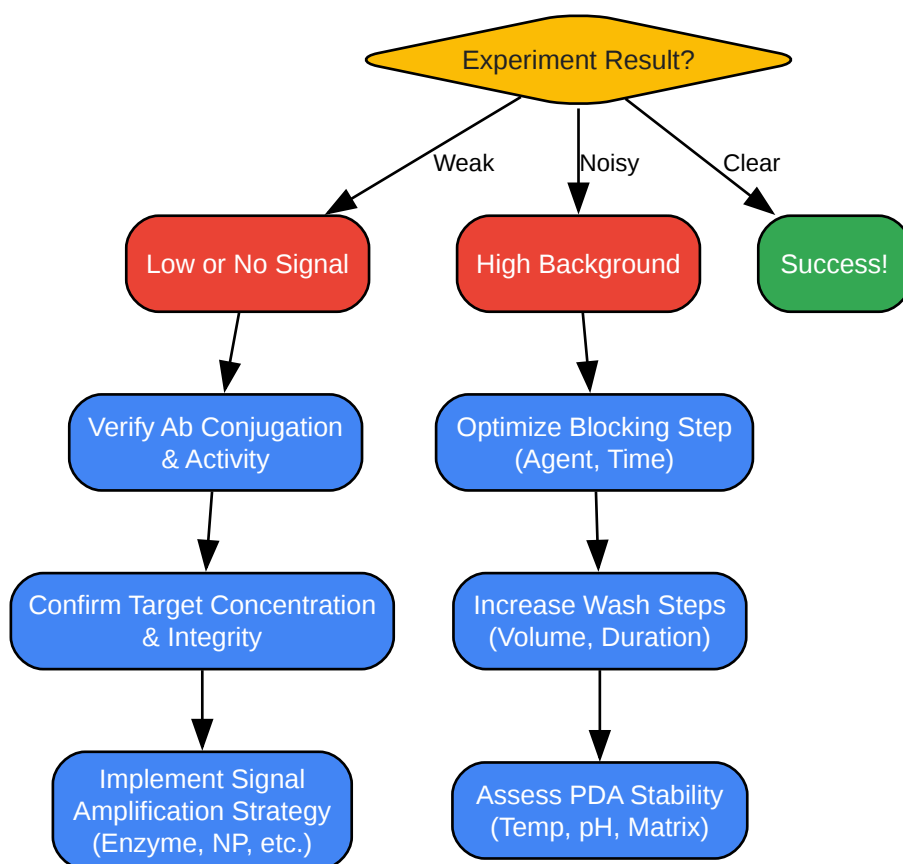 Experiment Result?
Weak
Noisy
Clear
Low or No Signal
High Background
Success!
Verify Ab Conjugation
& Activity
Optimize Blocking Step
(Agent, Time)
Confirm Target Concentration
& Integrity
Increase Wash Steps
(Volume, Duration)
Implement Signal
Amplification Strategy
(Enzyme, NP, etc.)
Assess PDA Stability
(Temp, pH, Matrix)